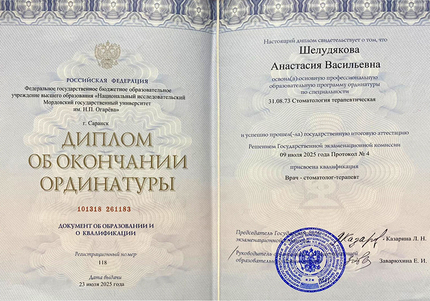 РОССИЙСКАЯ ФЕДЕРАЦИЯ
Федеральное государственное бюджетное образовательное
учреждение высшего образования «Национальный исследовательский
Мордовский государственный университет
им. Н.П. Огарёва»
г. Саранск
ДИПЛОМ
ОБ ОКОНЧАНИИ
ОРДИНАТУРЫ
101318 261183
ДОКУМЕНТ ОБ ОБРАЗОВАНИИ И
О КВАЛИФИКАЦИИ
Регистрационный номер
118
Дата выдачи
23 июля 2025 года
Настоящий диплом свидетельствует о том, что
Шелудякова
Анастасия Васильевна
освоил(а) основную профессиональную
образовательную программу ординатуры
по специальности
31.08.73 Стоматология терапевтическая
и успешно прошел(-ла) государственную итоговую аттестацию
Решением Государственной экзаменационной комиссии
09 июля 2025 года Протокол № 4
присвоена квалификация
Врач - стоматолог-терапевт
Председатель Государственной
экзаменационной Казарина Л. Н.
Руководитель
образовательной Заварюхина Е. И.